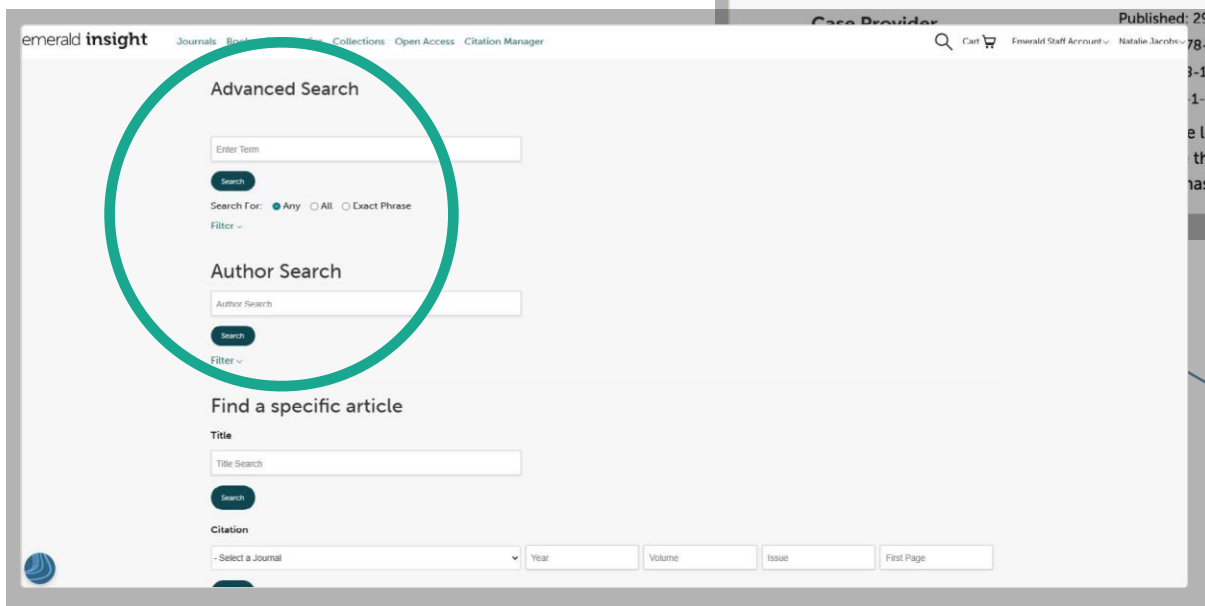 Case Provider
Published: 29
emerald insight
Journals Collections Open Access Citation Manager
Cart
Emerald Staff Account
Natalie Jacobs
78-
3-1
-1-
e l
th
has
Advanced Search
Enter Term
Search
Search For: Any All Exact Phrase
Filter
Author Search
Author Search
Search
Filter
Find a specific article
Title
Title Search
Search
Citation
- Select a Journal Year Volume Issue First Page